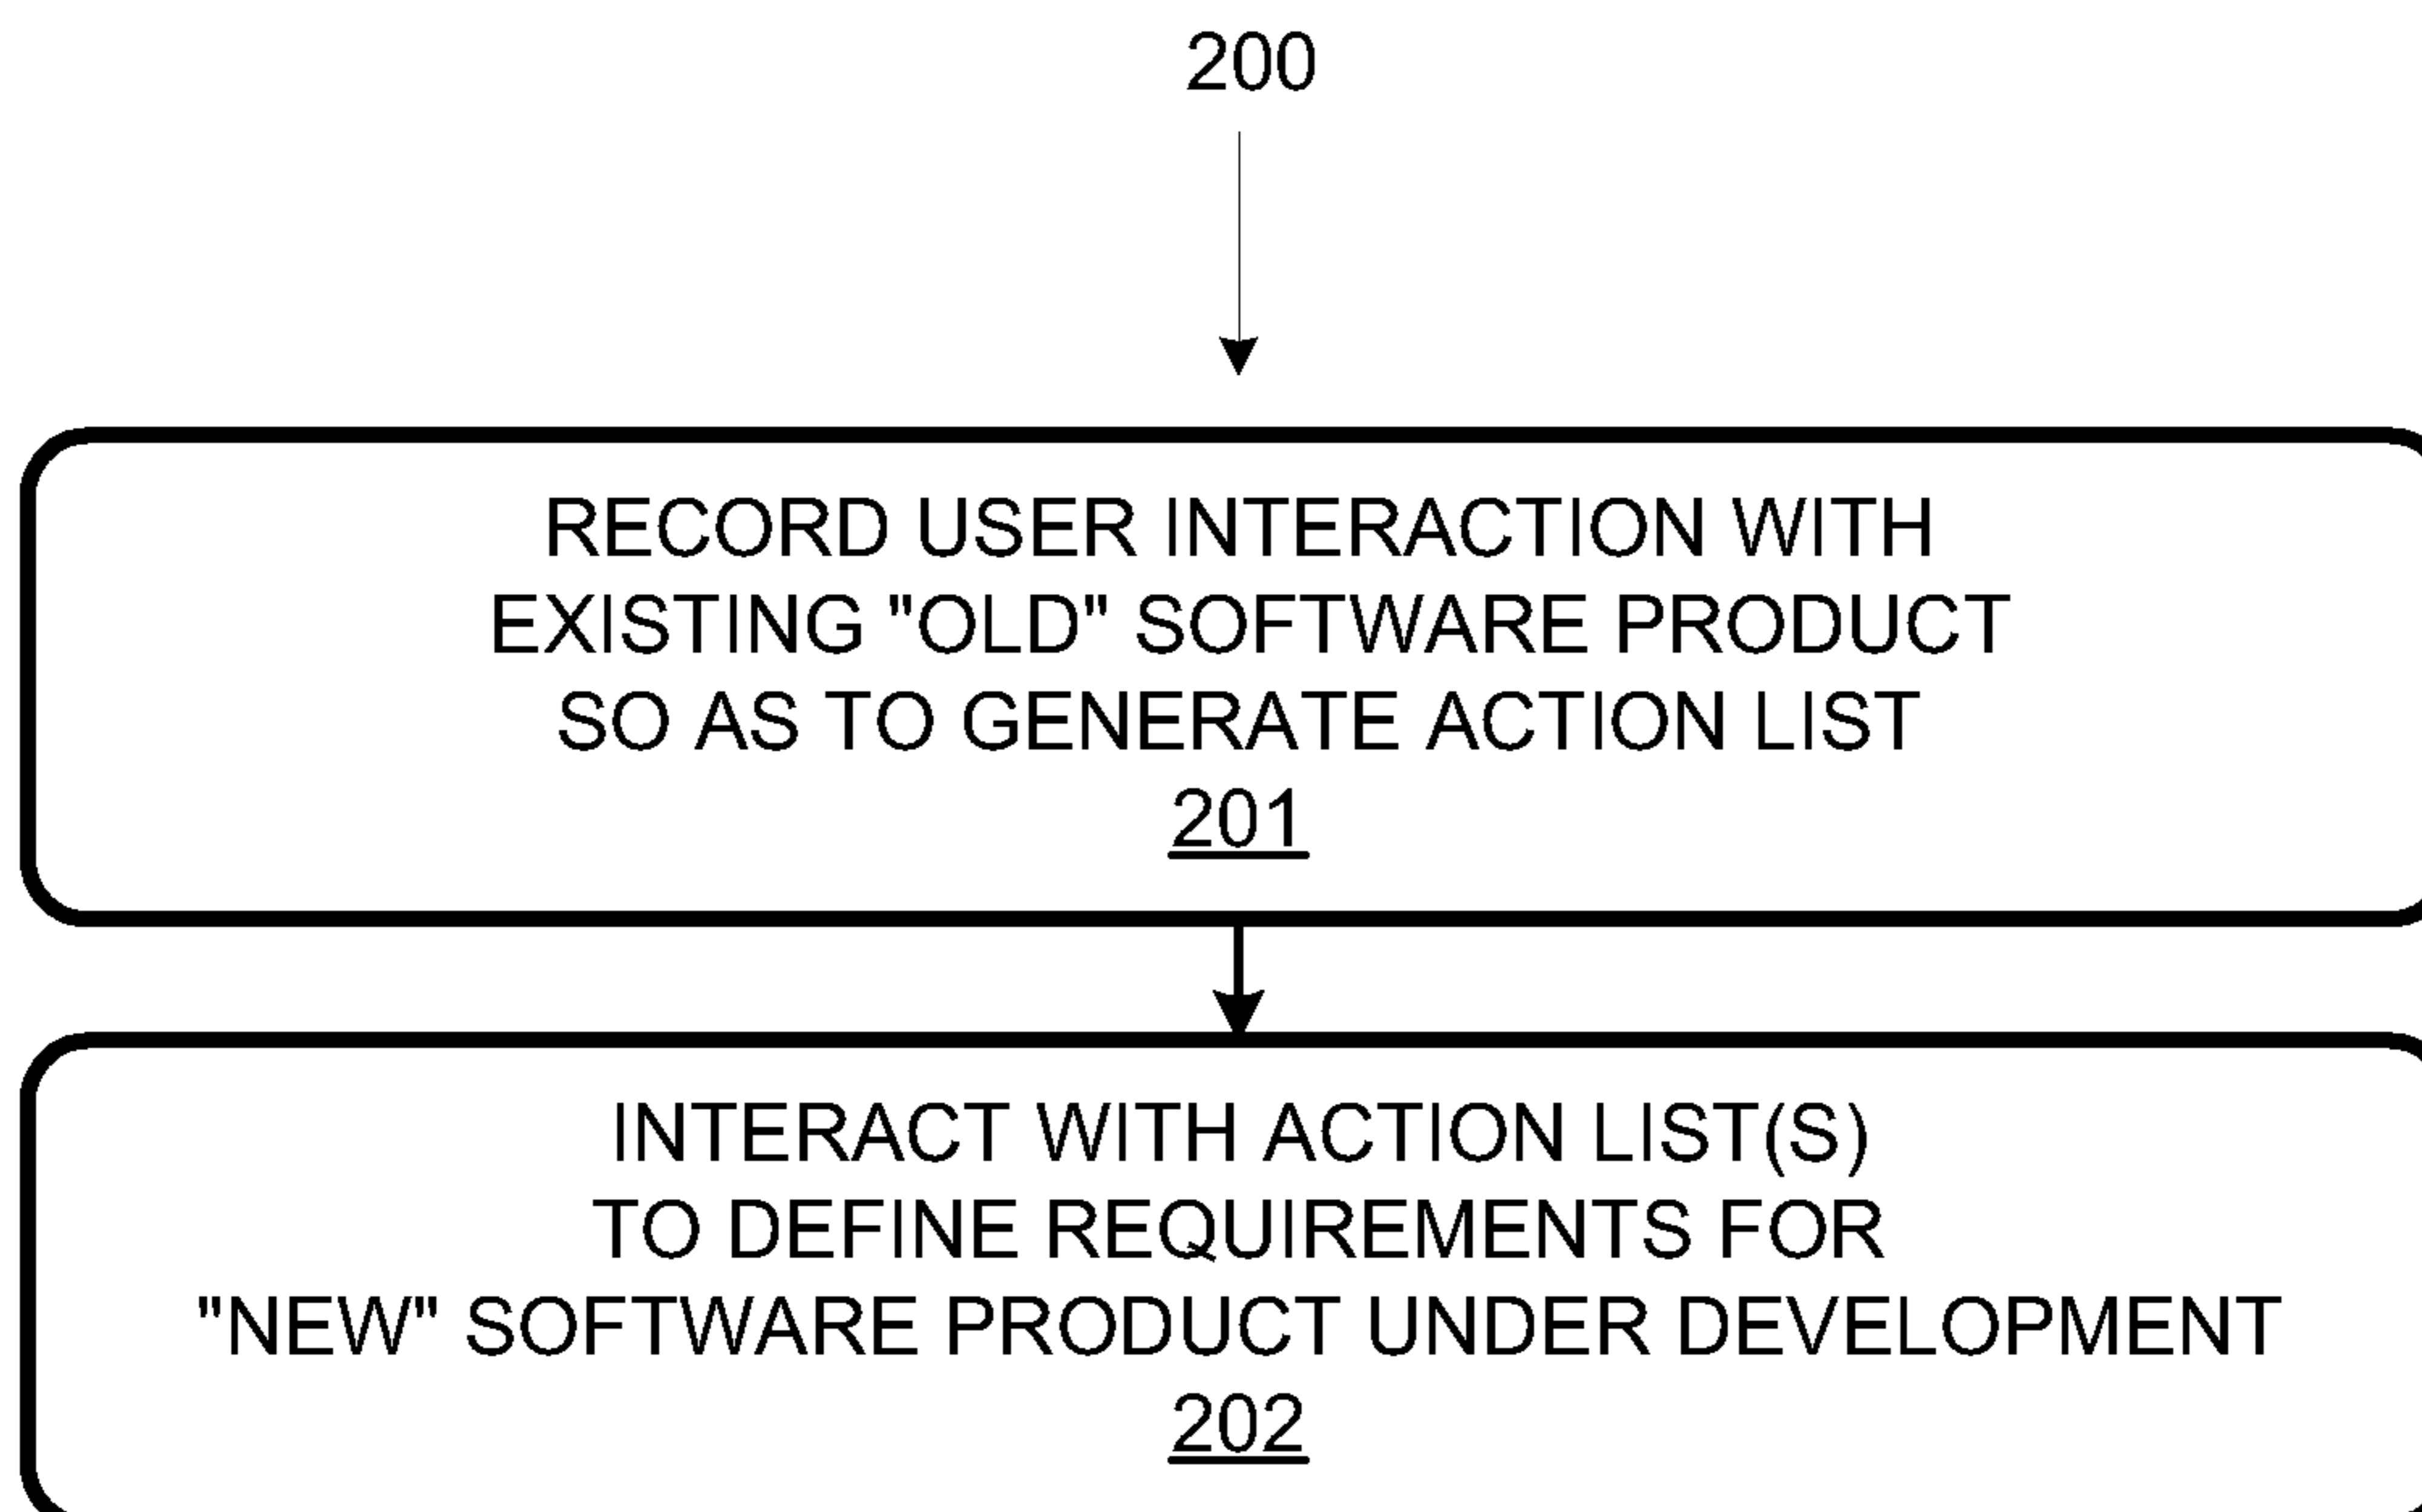 200
RECORD USER INTERACTION WITH
EXISTING "OLD" SOFTWARE PRODUCT
SO AS TO GENERATE ACTION LIST
201
INTERACT WITH ACTION LIST(S)
TO DEFINE REQUIREMENTS FOR
"NEW" SOFTWARE PRODUCT UNDER DEVELOPMENT
202